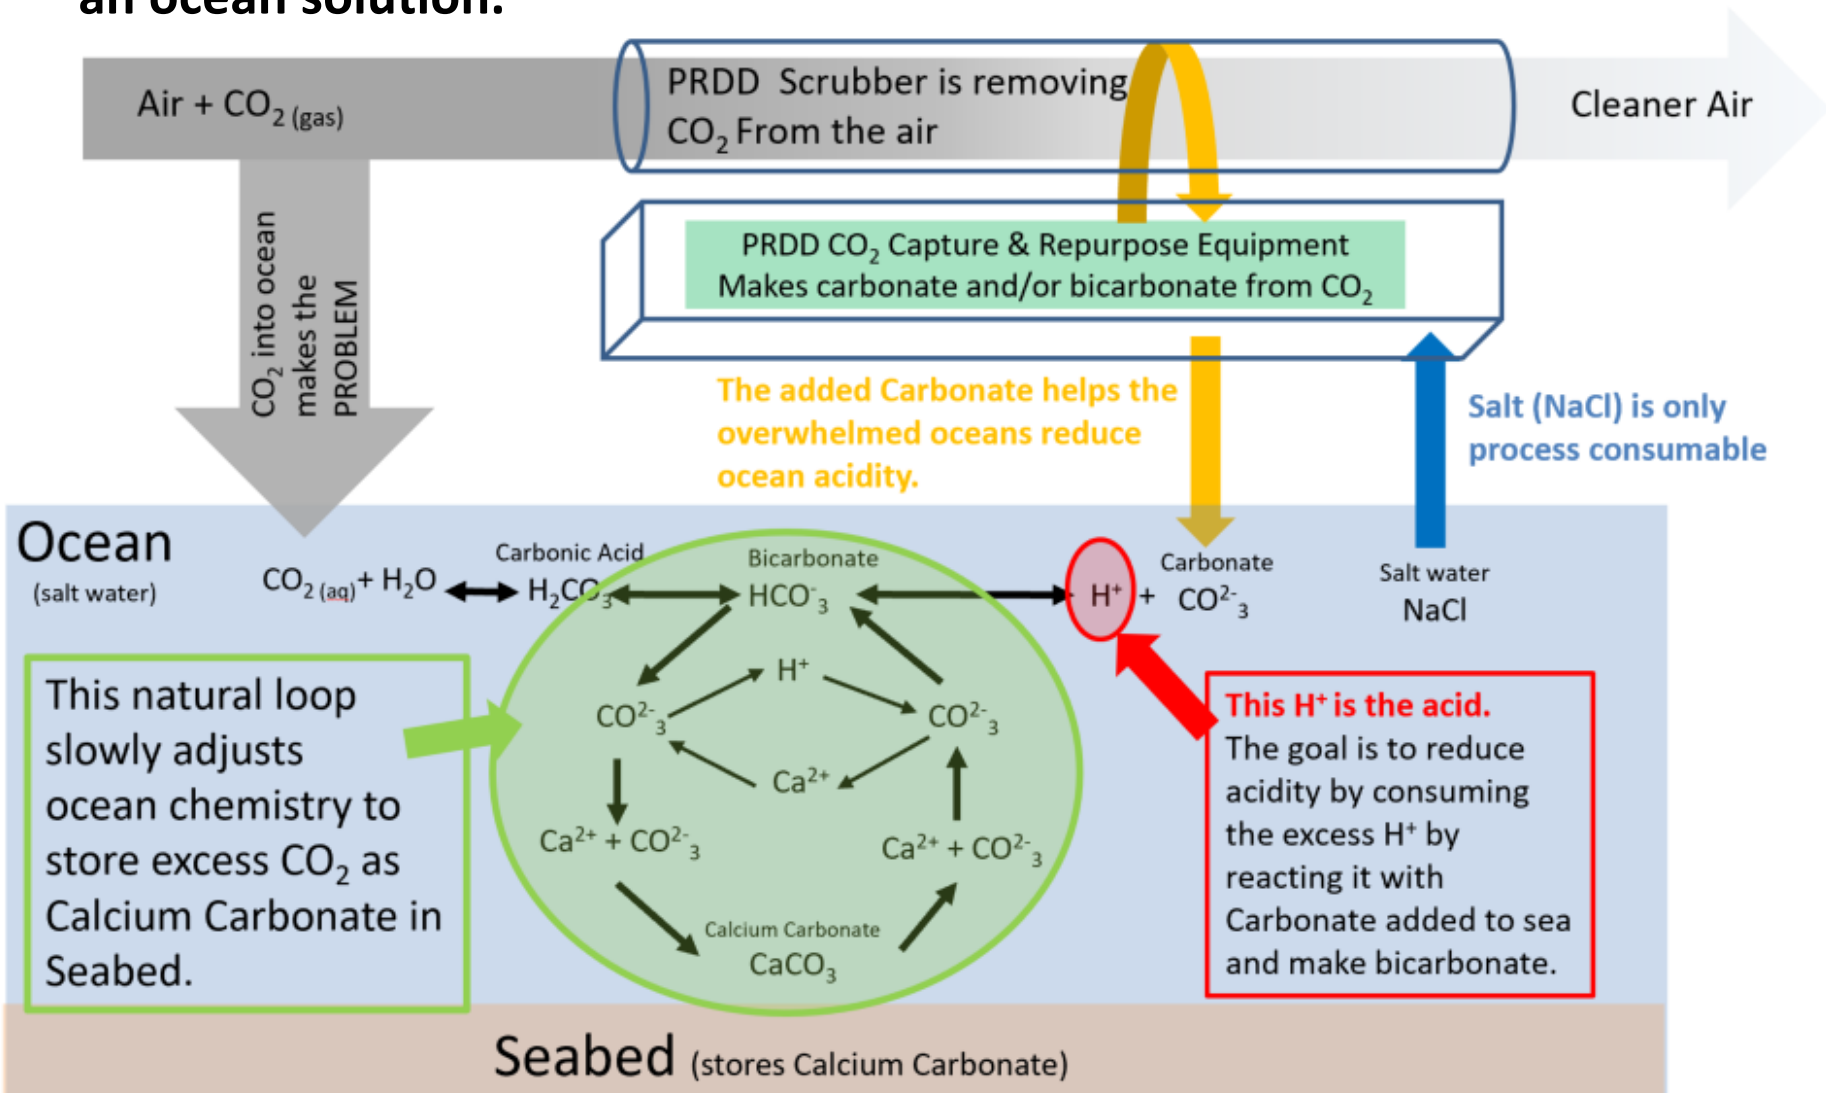 an ocean solution.
Air + CO₂ (gas)
PRDD Scrubber is removing
CO₂ From the air
Cleaner Air
CO₂ into ocean
makes the
PROBLEM
PRDD CO₂ Capture & Repurpose Equipment
Makes carbonate and/or bicarbonate from CO₂
The added Carbonate helps the
overwhelmed oceans reduce
ocean acidity.
Salt (NaCl) is only
process consumable
Ocean
(salt water)
CO₂ (aq) + H₂O
Carbonic Acid
H₂CO₃
Bicarbonate
HCO⁻₃
H⁺ +
Carbonate
CO²⁻₃
Salt water
NaCl
H⁺
CO²⁻₃
CO²⁻₃
Ca²⁺
Ca²⁺ + CO²⁻₃
Ca²⁺ + CO²⁻₃
Calcium Carbonate
CaCO₃
This natural loop
slowly adjusts
ocean chemistry to
store excess CO₂ as
Calcium Carbonate in
Seabed.
This H⁺ is the acid.
The goal is to reduce
acidity by consuming
the excess H⁺ by
reacting it with
Carbonate added to sea
and make bicarbonate.
Seabed (stores Calcium Carbonate)